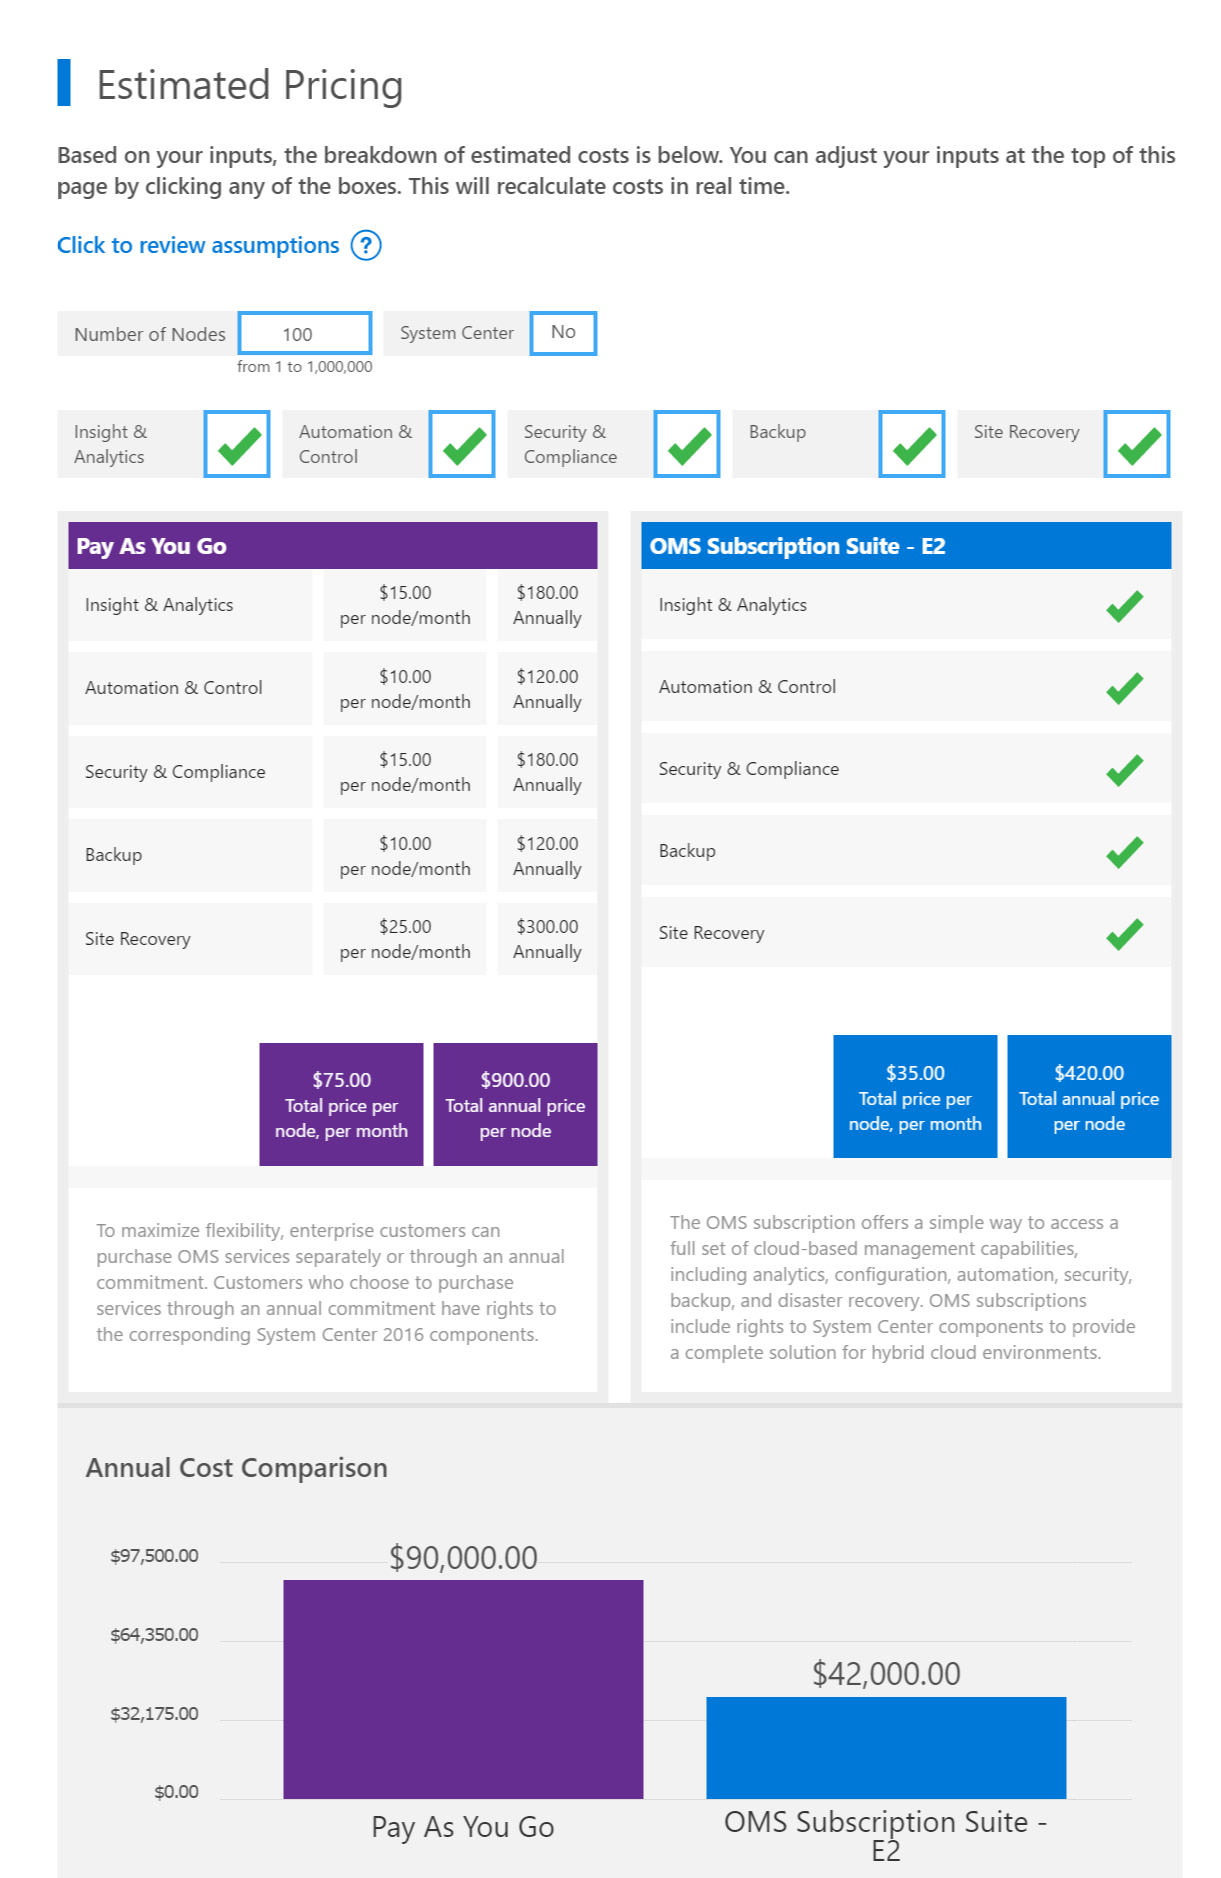 Estimated Pricing
Based on your inputs, the breakdown of estimated costs is below. You can adjust your inputs at the top of this
page by clicking any of the boxes. This will recalculate costs in real time.
Click to review assumptions ?
Number of Nodes 100 System Center No
from 1 to 1,000,000
Insight &
Analytics
Automation &
Control
Security &
Compliance
Backup
Site Recovery
Pay As You Go
Insight & Analytics
$15.00
per node/month
$180.00
Annually
Automation & Control
$10.00
per node/month
$120.00
Annually
Security & Compliance
$15.00
per node/month
$180.00
Annually
Backup
$10.00
per node/month
$120.00
Annually
Site Recovery
$25.00
per node/month
$300.00
Annually
$75.00
Total price per
node, per month
$900.00
Total annual price
per node
To maximize flexibility, enterprise customers can
purchase OMS services separately or through an annual
commitment. Customers who choose to purchase
services through an annual commitment have rights to
the corresponding System Center 2016 components.
OMS Subscription Suite - E2
Insight & Analytics
Automation & Control
Security & Compliance
Backup
Site Recovery
$35.00
Total price per
node, per month
$420.00
Total annual price
per node
The OMS subscription offers a simple way to access a
full set of cloud-based management capabilities,
including analytics, configuration, automation, security,
backup, and disaster recovery. OMS subscriptions
include rights to System Center components to provide
a complete solution for hybrid cloud environments.
Annual Cost Comparison
$97,500.00
$64,350.00
$32,175.00
$0.00
$90,000.00
$42,000.00
Pay As You Go
OMS Subscription Suite -
E2